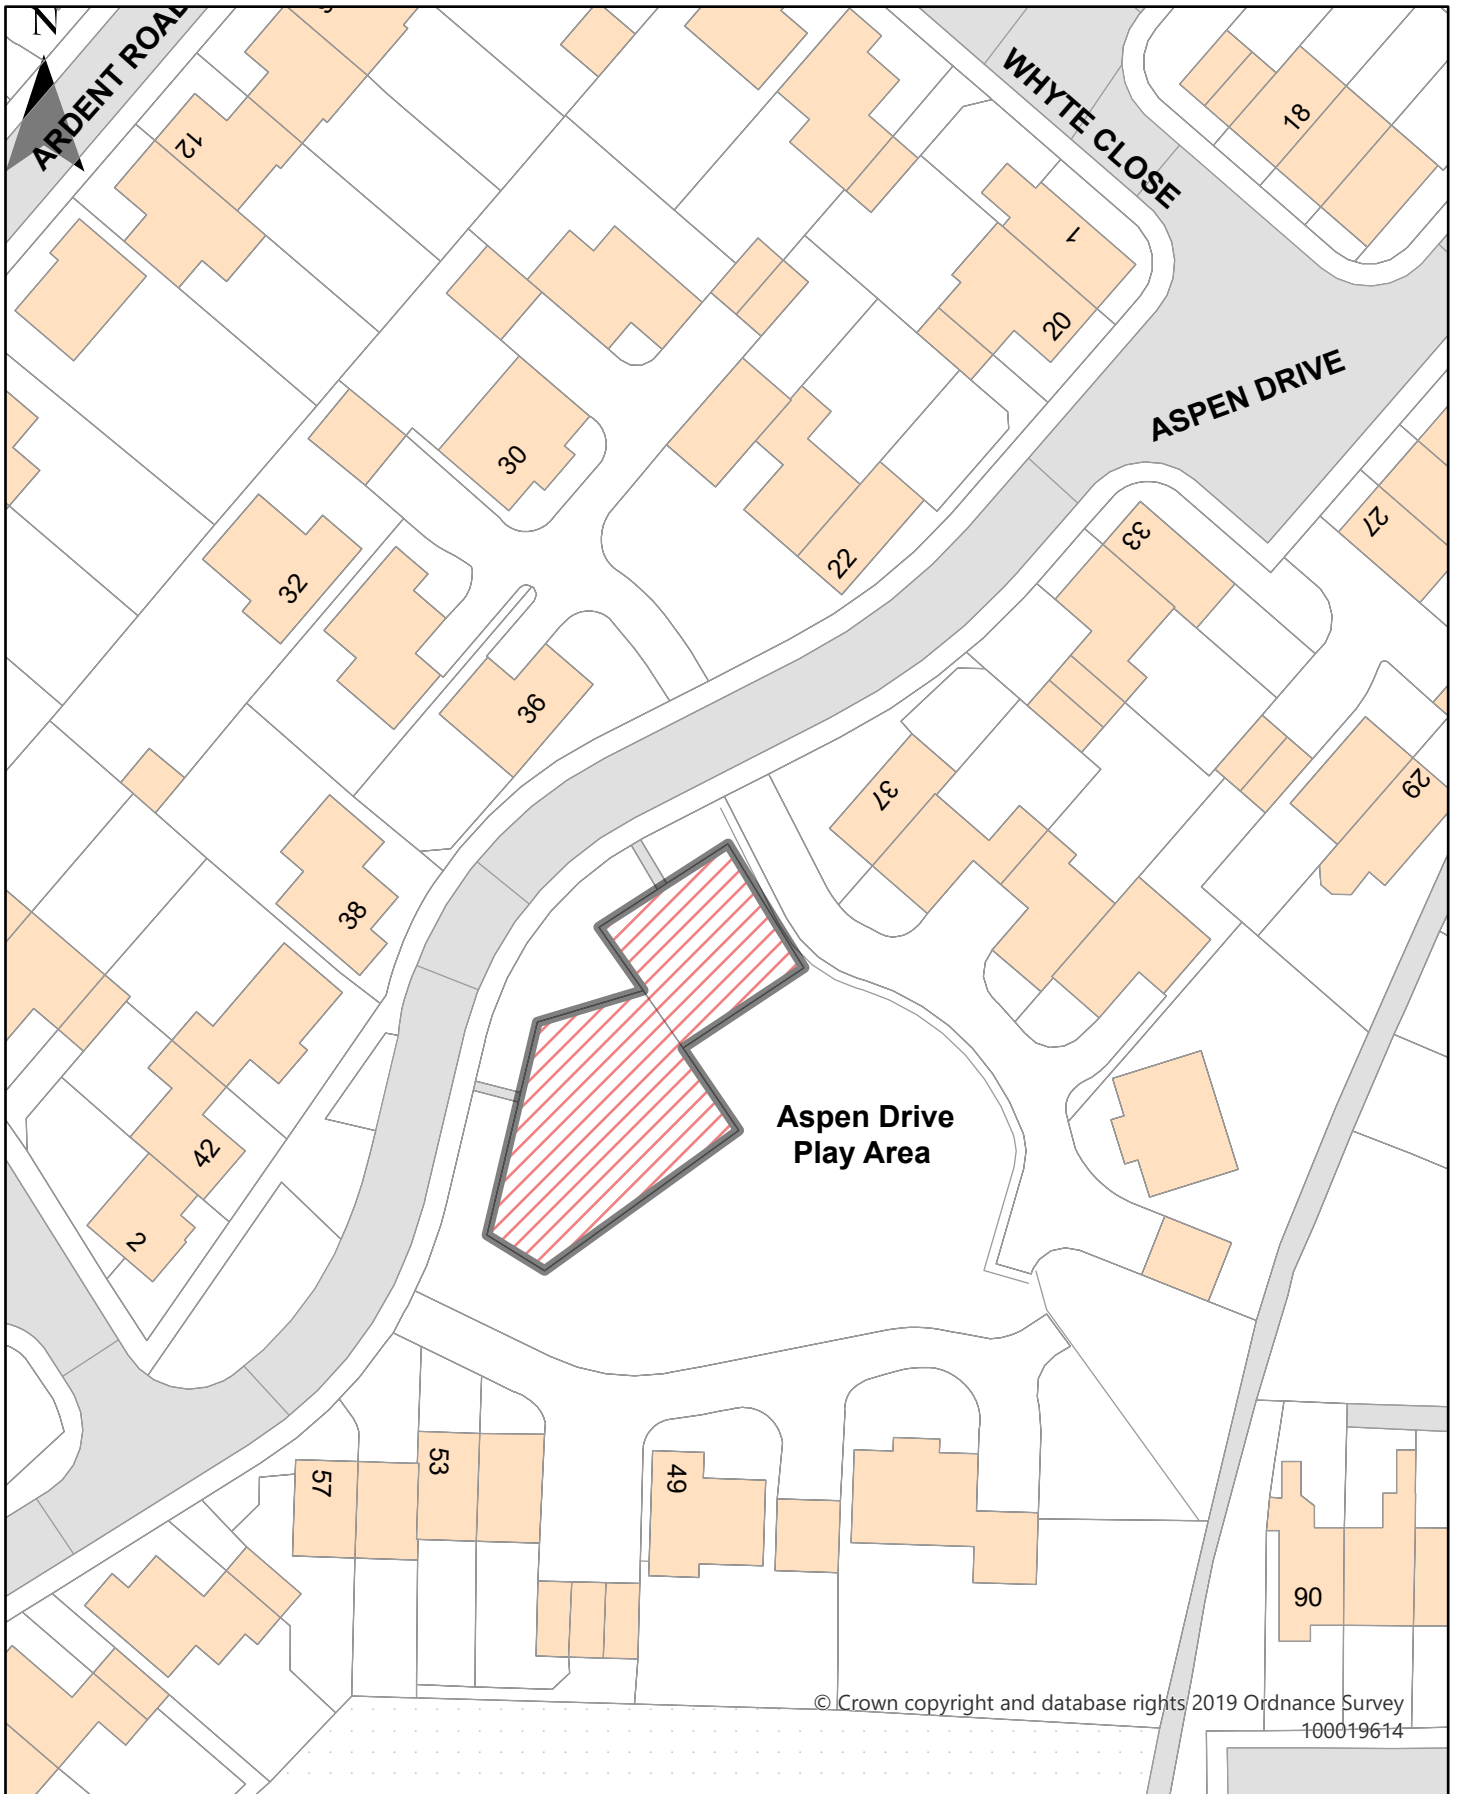 N
ARDENT ROAD
WHYTE CLOSE
18
12
1
20
ASPEN DRIVE
30
27
33
22
32
36
37
29
38
Aspen Drive
Play Area
42
2
53
57
49
90
© Crown copyright and database rights 2019 Ordnance Survey
100019614